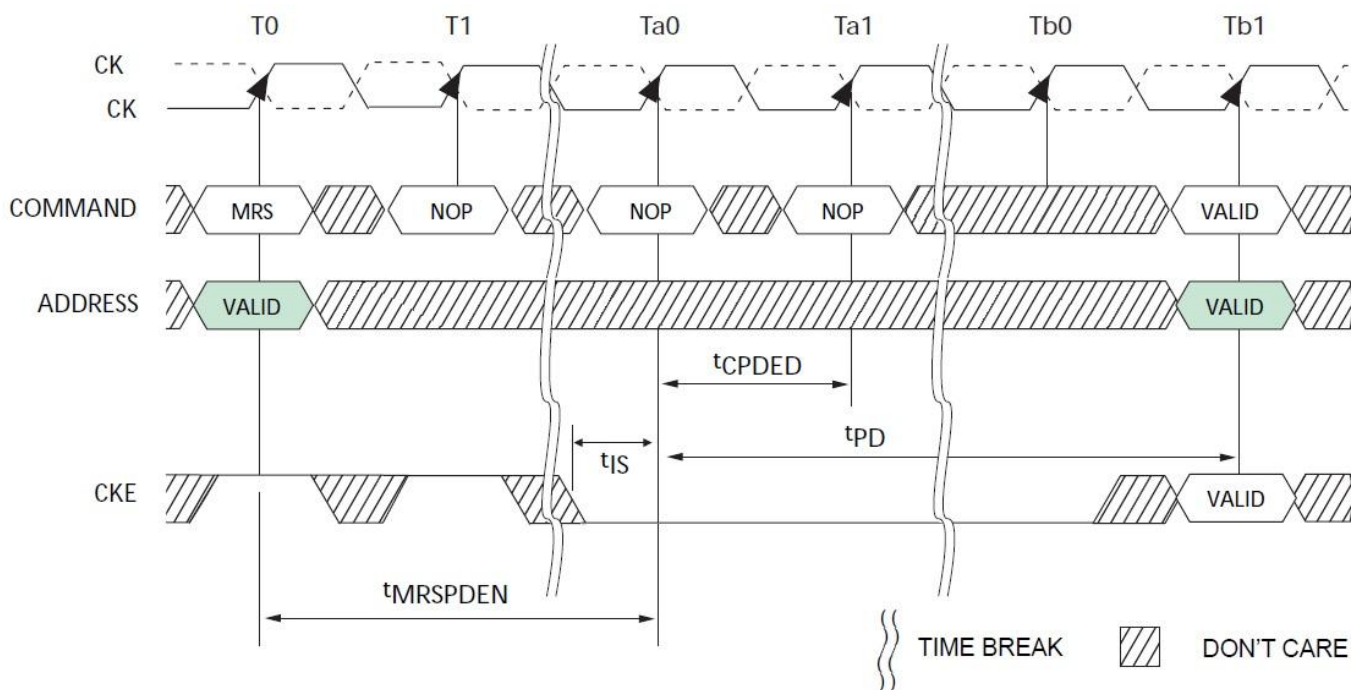 T0 T1 Ta0 Ta1 Tb0 Tb1
CK
CK
COMMAND MRS NOP NOP NOP VALID
ADDRESS VALID VALID
tCPDED
tPD
tIS
CKE VALID
tMRSPDEN
TIME BREAK DON'T CARE